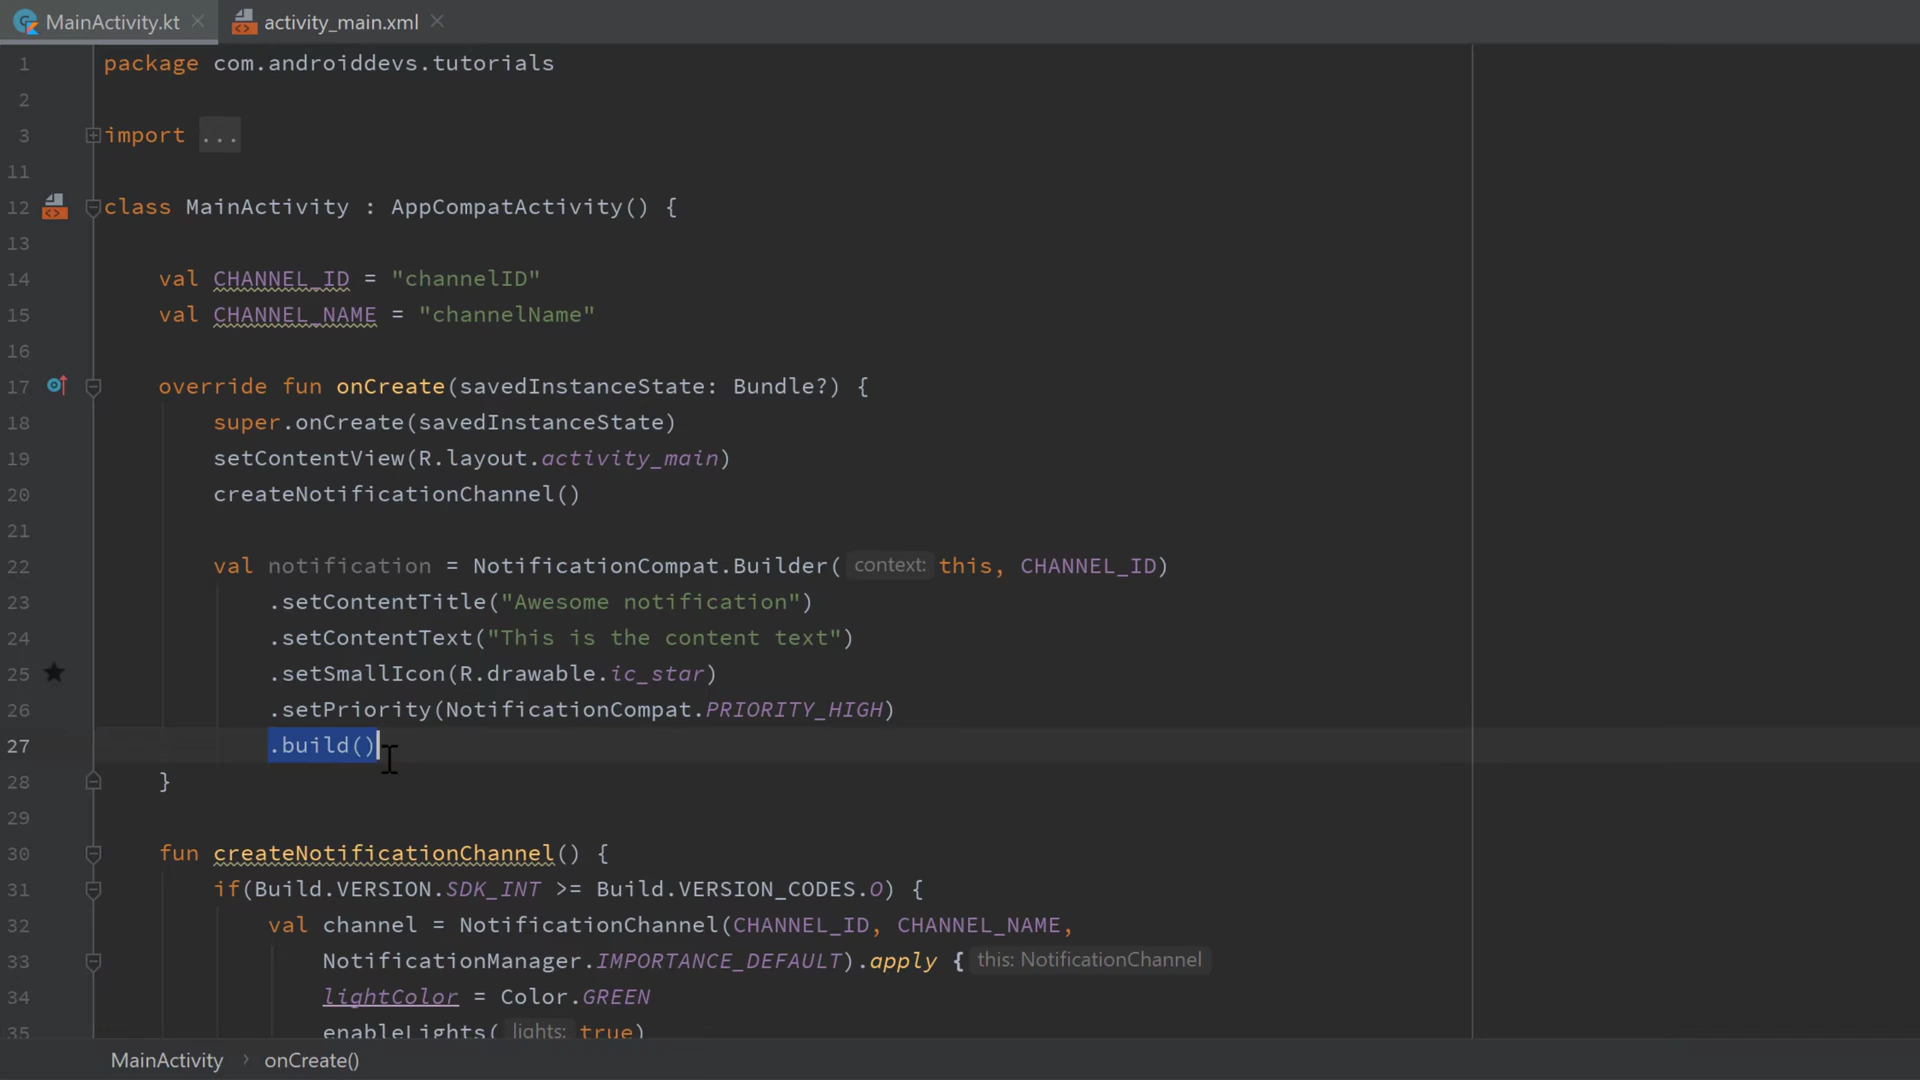 MainActivity.kt activity_main.xml
1 package com.androiddevs.tutorials
2
3 import ...
11
12 class MainActivity : AppCompatActivity() {
13
14 val CHANNEL_ID = "channelID"
15 val CHANNEL_NAME = "channelName"
16
17 override fun onCreate(savedInstanceState: Bundle?) {
18 super.onCreate(savedInstanceState)
19 setContentView(R.layout.activity_main)
20 createNotificationChannel()
21
22 val notification = NotificationCompat.Builder( context: this, CHANNEL_ID)
23 .setContentTitle("Awesome notification")
24 .setContentText("This is the content text")
25 .setSmallIcon(R.drawable.ic_star)
26 .setPriority(NotificationCompat.PRIORITY_HIGH)
27 .build()
28 }
29
30 fun createNotificationChannel() {
31 if(Build.VERSION.SDK_INT >= Build.VERSION_CODES.O) {
32 val channel = NotificationChannel(CHANNEL_ID, CHANNEL_NAME,
33 NotificationManager.IMPORTANCE_DEFAULT).apply { this: NotificationChannel
34 lightColor = Color.GREEN
35 enableLights( lights: true)
MainActivity > onCreate()